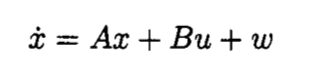 ẋ = Ax + Bu + w